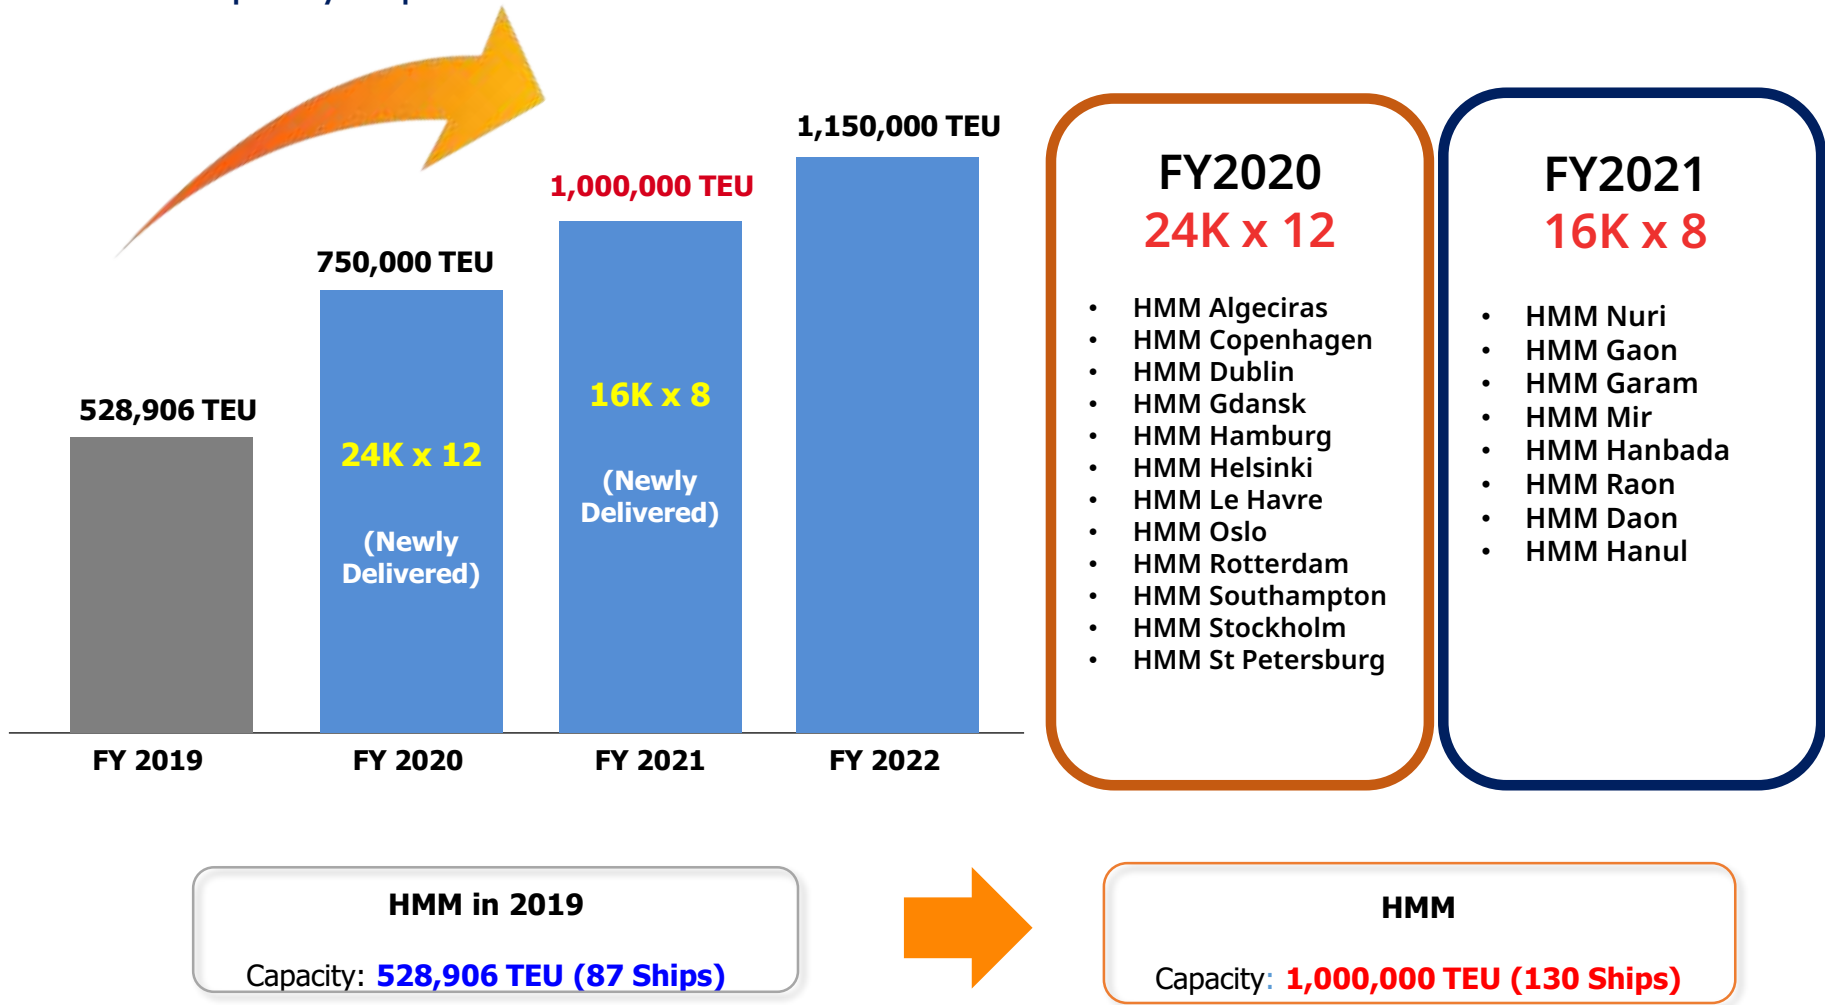 1,150,000 TEU
1,000,000 TEU
750,000 TEU
528,906 TEU
24K x 12
(Newly
Delivered)
16K x 8
(Newly
Delivered)
FY 2019
FY 2020
FY 2021
FY 2022
FY2020
24K x 12
• HMM Algeciras
• HMM Copenhagen
• HMM Dublin
• HMM Gdansk
• HMM Hamburg
• HMM Helsinki
• HMM Le Havre
• HMM Oslo
• HMM Rotterdam
• HMM Southampton
• HMM Stockholm
• HMM St Petersburg
FY2021
16K x 8
• HMM Nuri
• HMM Gaon
• HMM Garam
• HMM Mir
• HMM Hanbada
• HMM Raon
• HMM Daon
• HMM Hanul
HMM in 2019
Capacity: 528,906 TEU (87 Ships)
HMM
Capacity: 1,000,000 TEU (130 Ships)